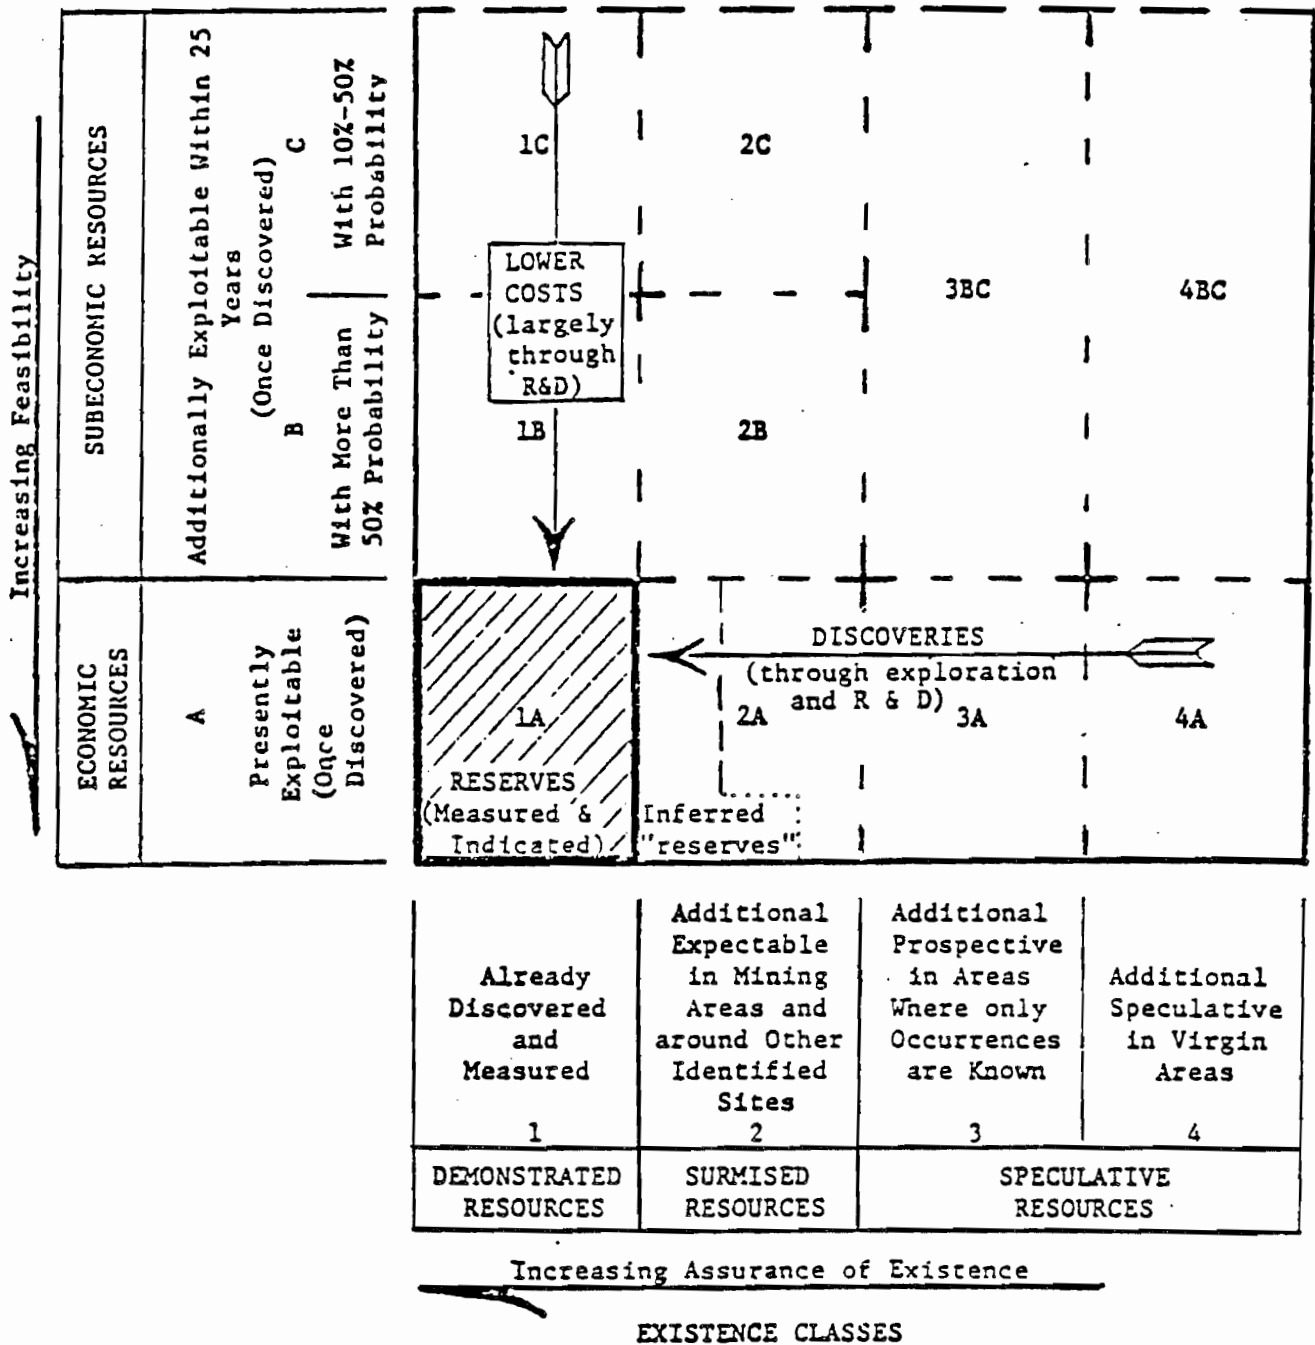 Increasing Feasibility
SUBECONOMIC RESOURCES
Additionally Exploitable Within 25
Years
(Once Discovered)
B
C
With More Than
50% Probability
With 10%-50%
Probability
ECONOMIC
RESOURCES
A
Presently
Exploitable
(Once
Discovered)
1C
2C
LOWER
COSTS
(largely
through
R&D)
3BC
4BC
1B
2B
DISCOVERIES
(through exploration
and R & D)
1A
2A
3A
4A
RESERVES
(Measured &
Indicated)
Inferred
"reserves"
Already
Discovered
and
Measured
1
Additional
Expectable
in Mining
Areas and
around Other
Identified
Sites
2
Additional
Prospective
in Areas
Where only
Occurrences
are Known
3
Additional
Speculative
in Virgin
Areas
4
DEMONSTRATED
RESOURCES
SURMISED
RESOURCES
SPECULATIVE
RESOURCES
Increasing Assurance of Existence
EXISTENCE CLASSES